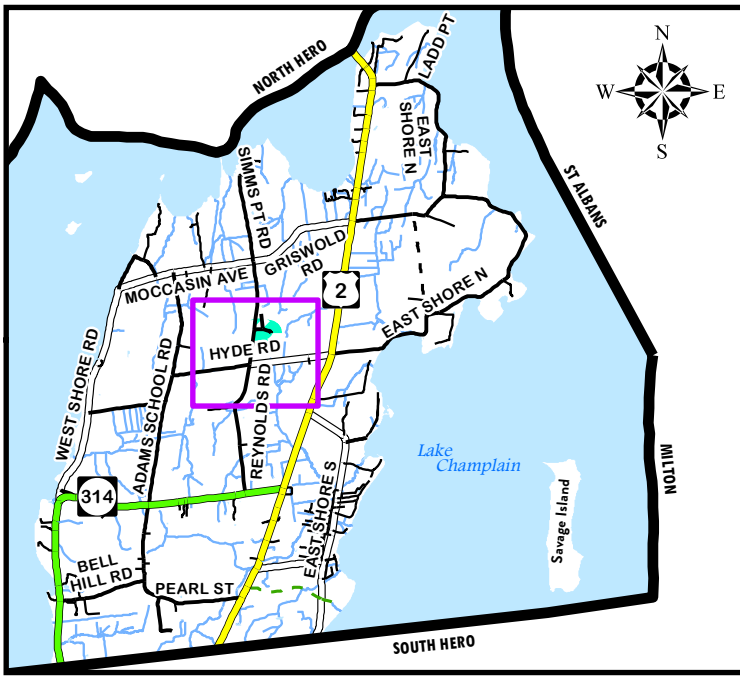 LADD PT
NORTH HERO
N
W
E
S
EAST
SHORE N
SIMMS PT RD
ST ALBANS
GRISWOLD
RD
MOCCASIN AVE
2
EAST SHORE N
HYDE RD
WEST SHORE RD
ADAMS SCHOOL RD
REYNOLDS RD
Lake
Champlain
MILTON
314
EAST SHORE S
Savage Island
BELL
HILL RD
PEARL ST
SOUTH HERO